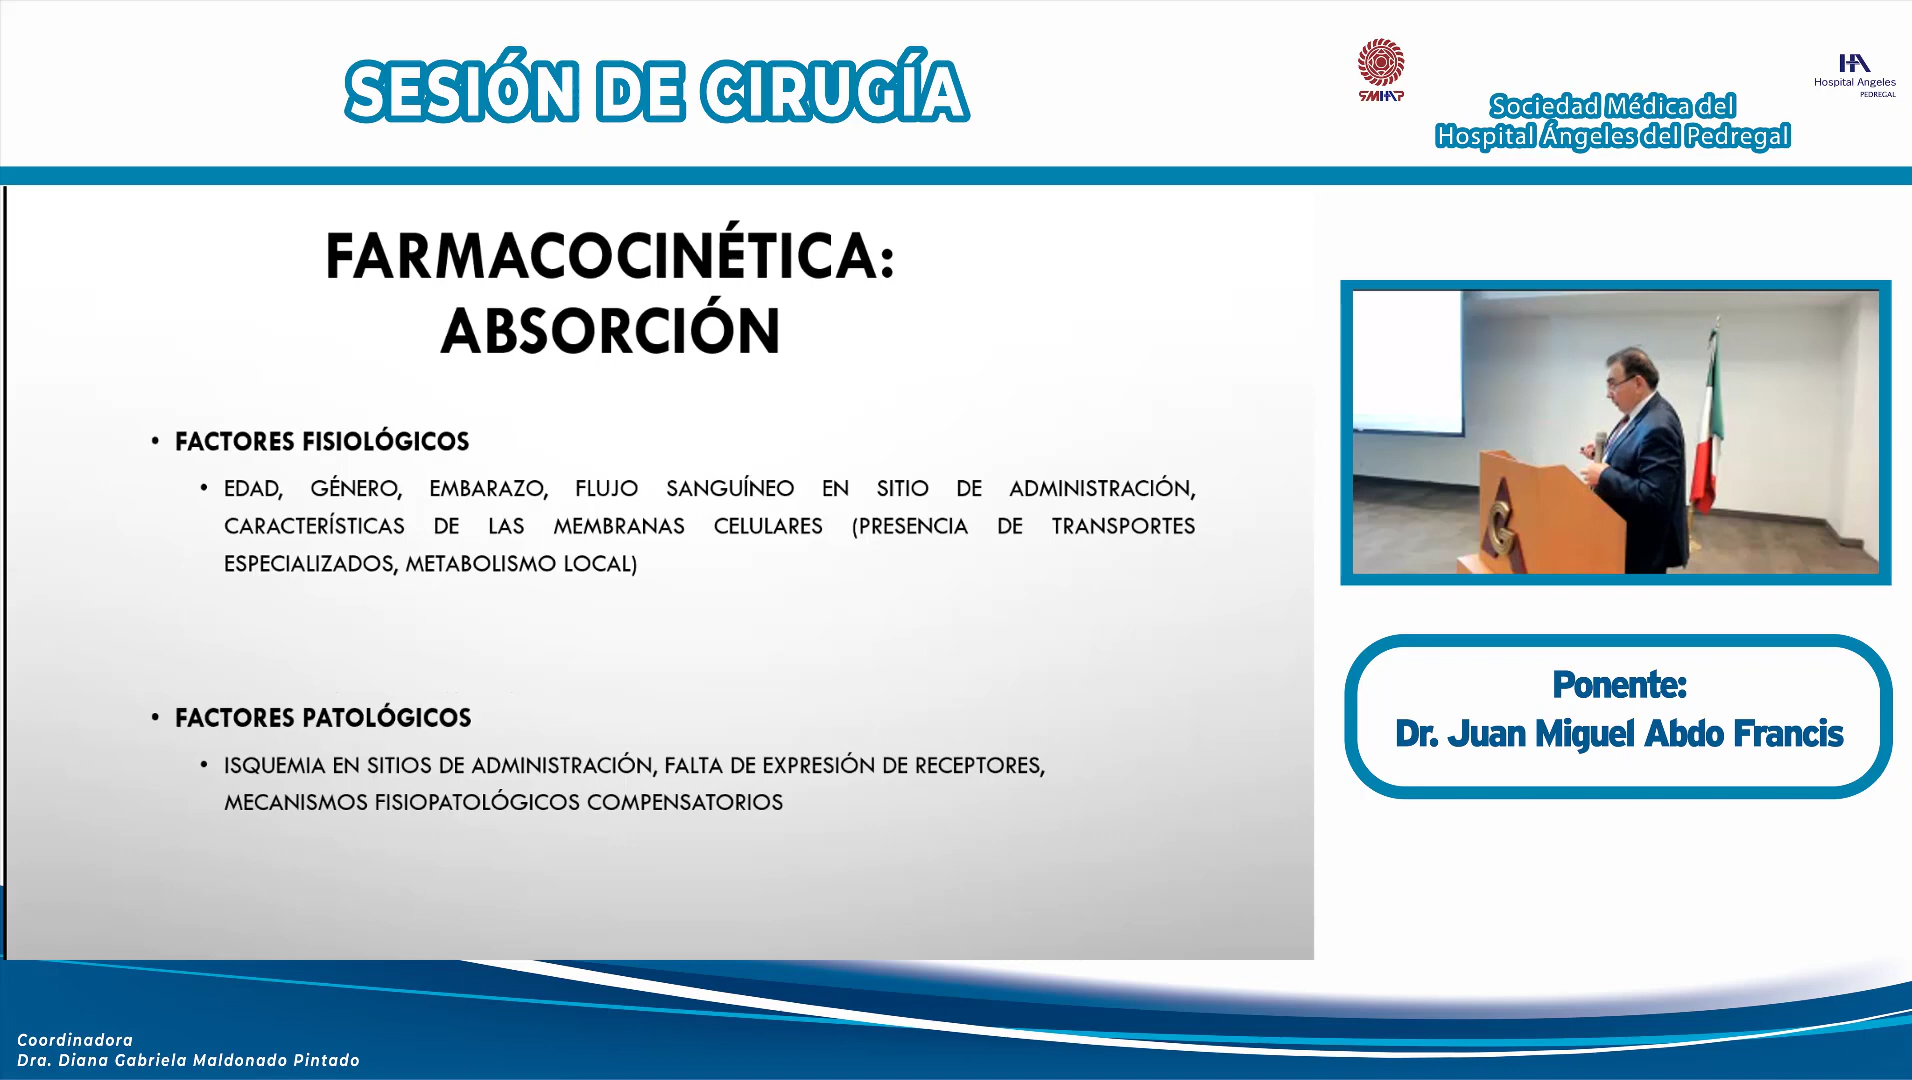 SESIÓN DE CIRUGÍA
SMHAP
Sociedad Médica del
Hospital Ángeles del Pedregal
HA
Hospital Angeles
PEDREGAL
FARMACOCINÉTICA:
ABSORCIÓN
• FACTORES FISIOLÓGICOS
• EDAD, GÉNERO, EMBARAZO, FLUJO SANGUÍNEO EN SITIO DE ADMINISTRACIÓN,
CARACTERÍSTICAS DE LAS MEMBRANAS CELULARES (PRESENCIA DE TRANSPORTES
ESPECIALIZADOS, METABOLISMO LOCAL)
• FACTORES PATOLÓGICOS
• ISQUEMIA EN SITIOS DE ADMINISTRACIÓN, FALTA DE EXPRESIÓN DE RECEPTORES,
MECANISMOS FISIOPATOLÓGICOS COMPENSATORIOS
G
Ponente:
Dr. Juan Miguel Abdo Francis
Coordinadora
Dra. Diana Gabriela Maldonado Pintado